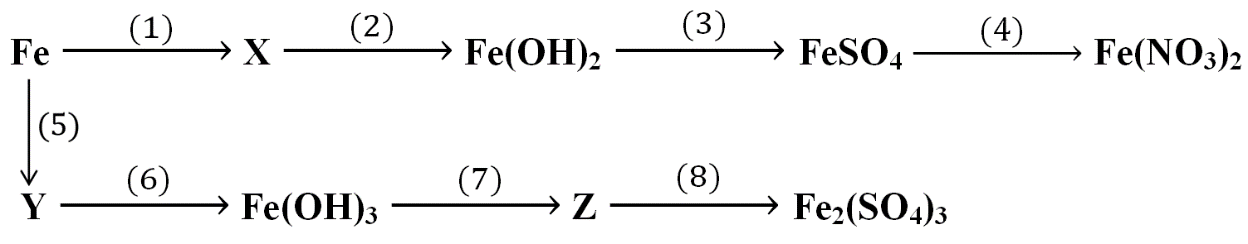 (1) (2) (3) (4)
Fe X Fe(OH)₂ FeSO₄ Fe(NO₃)₂
(5)
(6) (7) (8)
Y Fe(OH)₃ Z Fe₂(SO₄)₃